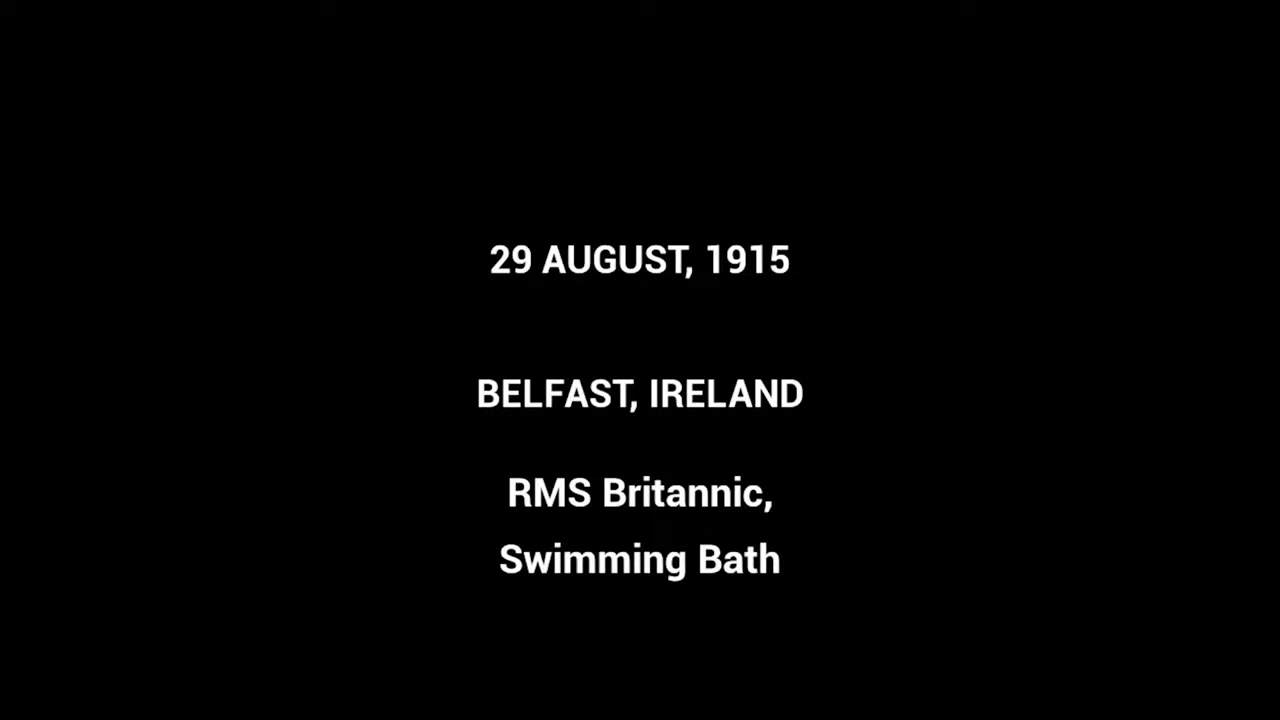 29 AUGUST, 1915
BELFAST, IRELAND
RMS Britannic,
Swimming Bath